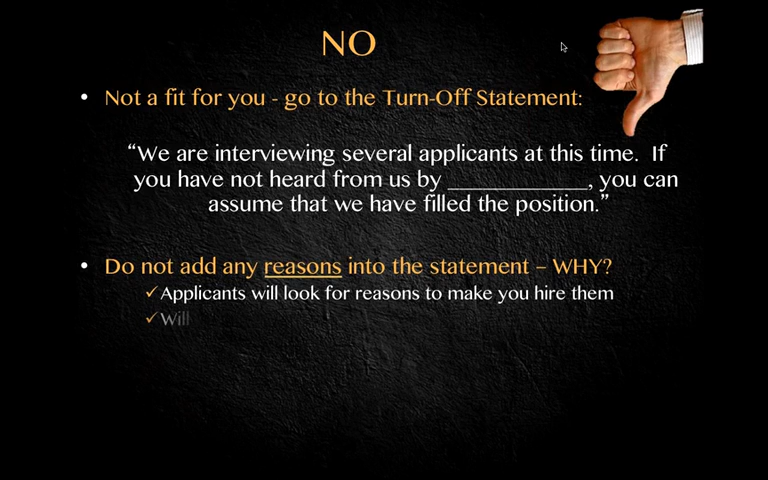 NO
• Not a fit for you - go to the Turn-Off Statement:
“We are interviewing several applicants at this time. If
you have not heard from us by ____________, you can
assume that we have filled the position.”
• Do not add any reasons into the statement – WHY?
✓Applicants will look for reasons to make you hire them
✓Will